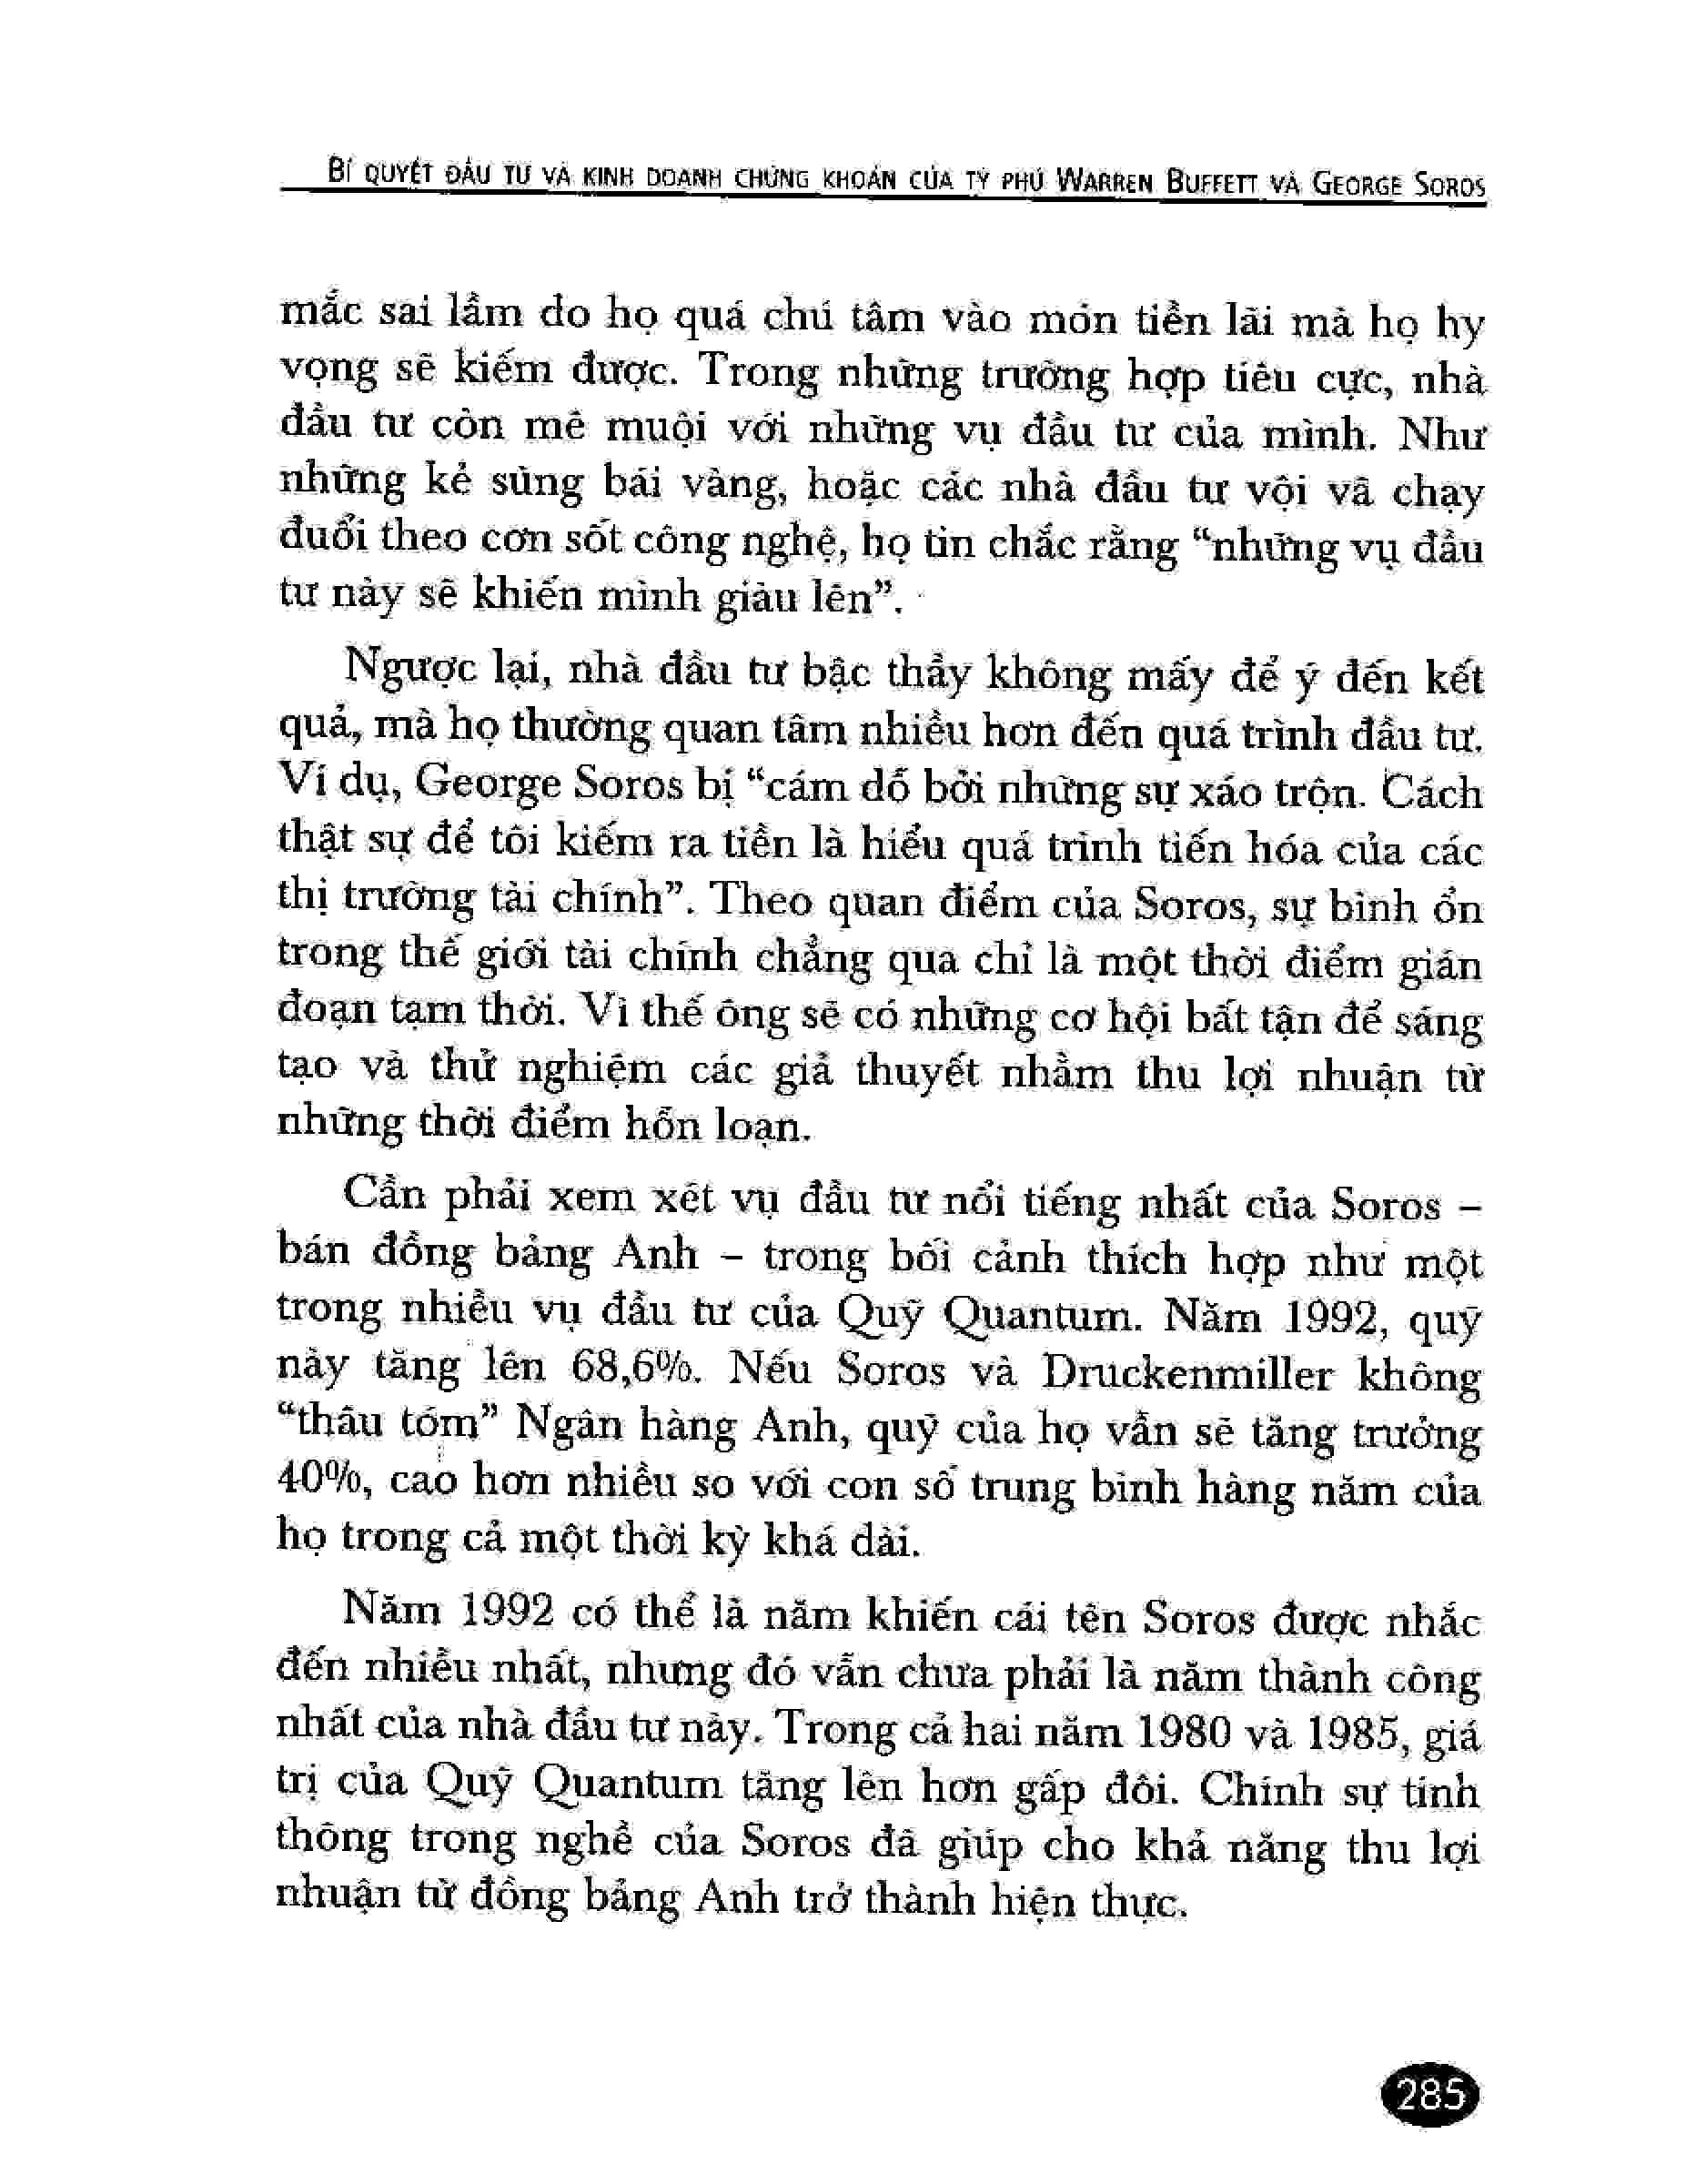 BÍ QUYẾT ĐẦU TƯ VÀ KINH DOANH CHỨNG KHOÁN CỦA TỶ PHÚ WARREN BUFFETT VÀ GEORGE SOROS
mắc sai lầm do họ quá chú tâm vào món tiền lãi mà họ hy
vọng sẽ kiếm được. Trong những trường hợp tiêu cực, nhà
đầu tư còn mê muội với những vụ đầu tư của mình. Như
những kẻ sùng bái vàng, hoặc các nhà đầu tư vội vã chạy
đuổi theo cơn sốt công nghệ, họ tin chắc rằng “những vụ đầu
tư này sẽ khiến mình giàu lên”.
Ngược lại, nhà đầu tư bậc thầy không mấy để ý đến kết
quả, mà họ thường quan tâm nhiều hơn đến quá trình đầu tư.
Ví dụ, George Soros bị “cám dỗ bởi những sự xáo trộn. Cách
thật sự để tôi kiếm ra tiền là hiểu quá trình tiến hóa của các
thị trường tài chính”. Theo quan điểm của Soros, sự bình ổn
trong thế giới tài chính chẳng qua chỉ là một thời điểm gián
đoạn tạm thời. Vì thế ông sẽ có những cơ hội bất tận để sáng
tạo và thử nghiệm các giả thuyết nhằm thu lợi nhuận từ
những thời điểm hỗn loạn.
Cần phải xem xét vụ đầu tư nổi tiếng nhất của Soros –
bán đồng bảng Anh – trong bối cảnh thích hợp như một
trong nhiều vụ đầu tư của Quỹ Quantum. Năm 1992, quỹ
này tăng lên 68,6%. Nếu Soros và Druckenmiller không
“thâu tóm” Ngân hàng Anh, quỹ của họ vẫn sẽ tăng trưởng
40%, cao hơn nhiều so với con số trung bình hàng năm của
họ trong cả một thời kỳ khá dài.
Năm 1992 có thể là năm khiến cái tên Soros được nhắc
đến nhiều nhất, nhưng đó vẫn chưa phải là năm thành công
nhất của nhà đầu tư này. Trong cả hai năm 1980 và 1985, giá
trị của Quỹ Quantum tăng lên hơn gấp đôi. Chính sự tinh
thông trong nghề của Soros đã giúp cho khả năng thu lợi
nhuận từ đồng bảng Anh trở thành hiện thực.
285